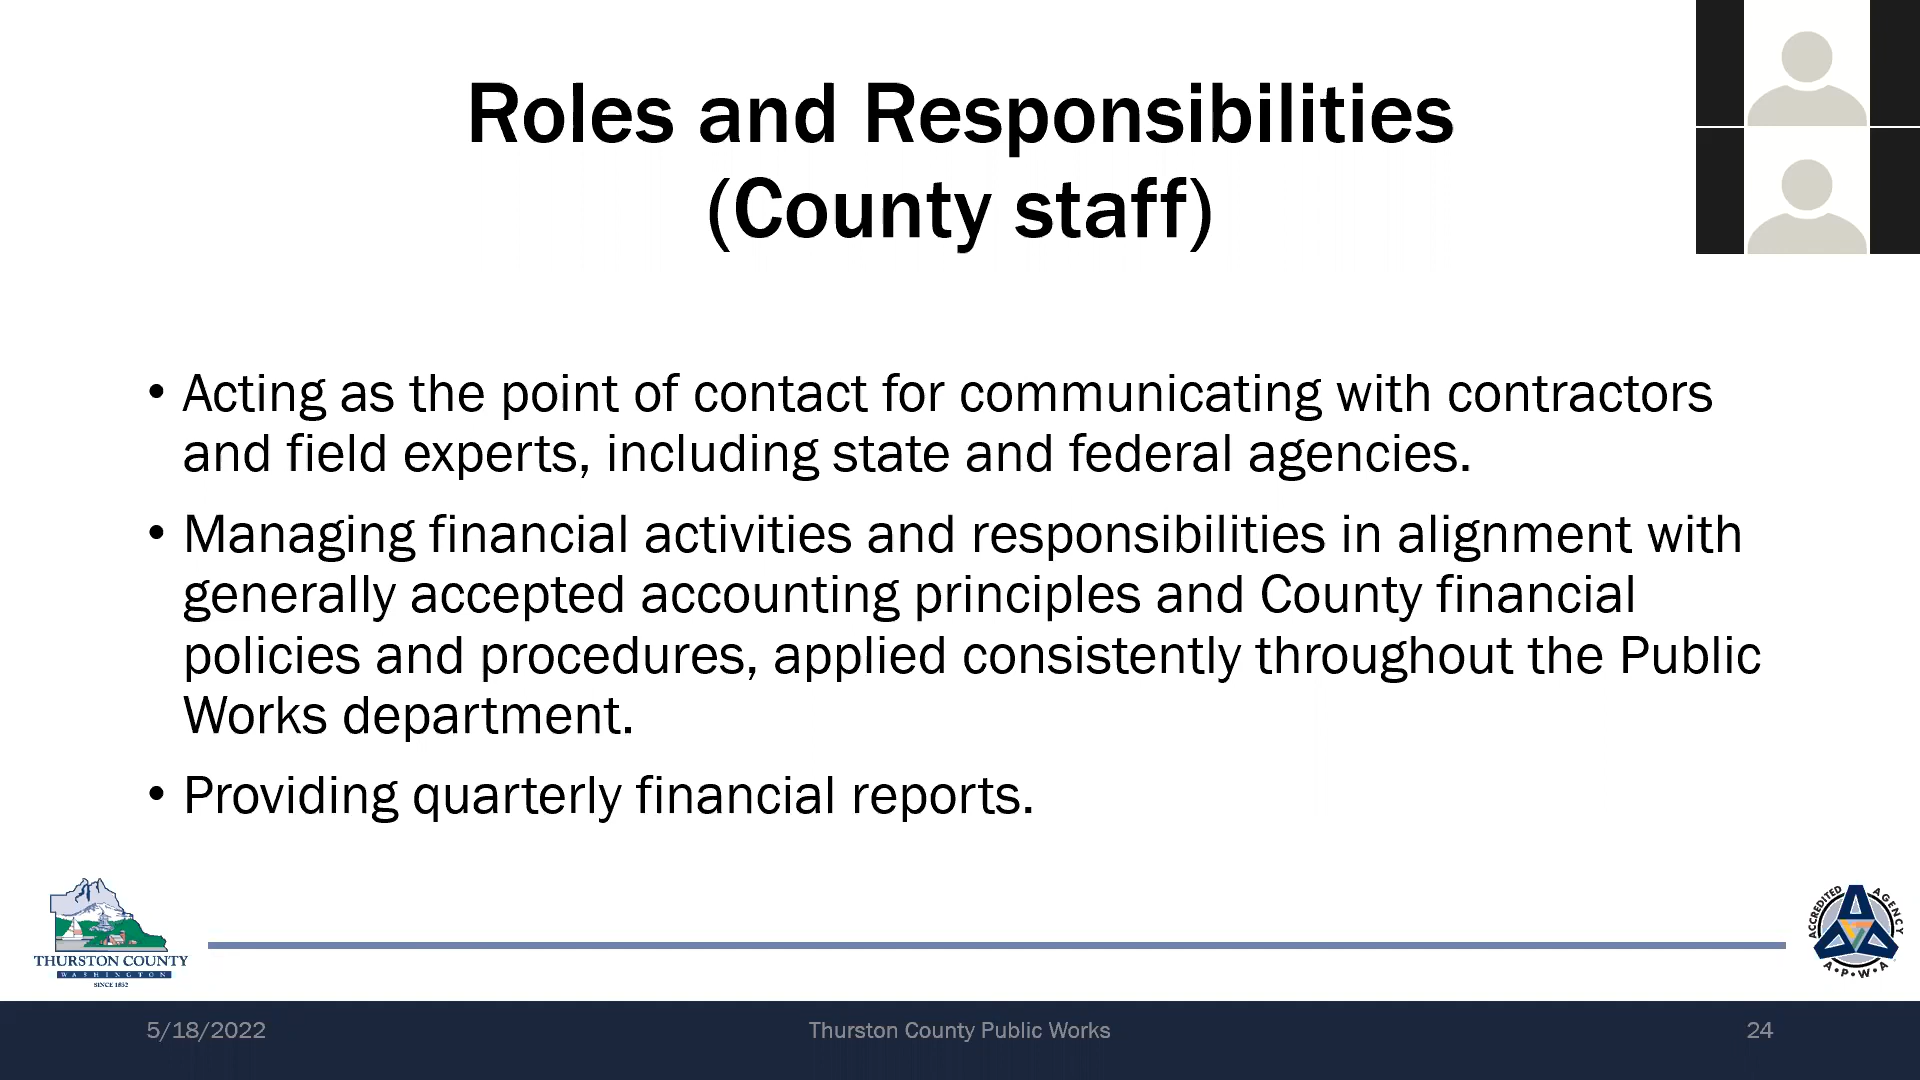 Roles and Responsibilities
(County staff)
• Acting as the point of contact for communicating with contractors
and field experts, including state and federal agencies.
• Managing financial activities and responsibilities in alignment with
generally accepted accounting principles and County financial
policies and procedures, applied consistently throughout the Public
Works department.
• Providing quarterly financial reports.
THURSTON COUNTY
WASHINGTON
SINCE 1852
ACCREDITED AGENCY
A•P•W•A
5/18/2022
Thurston County Public Works
24